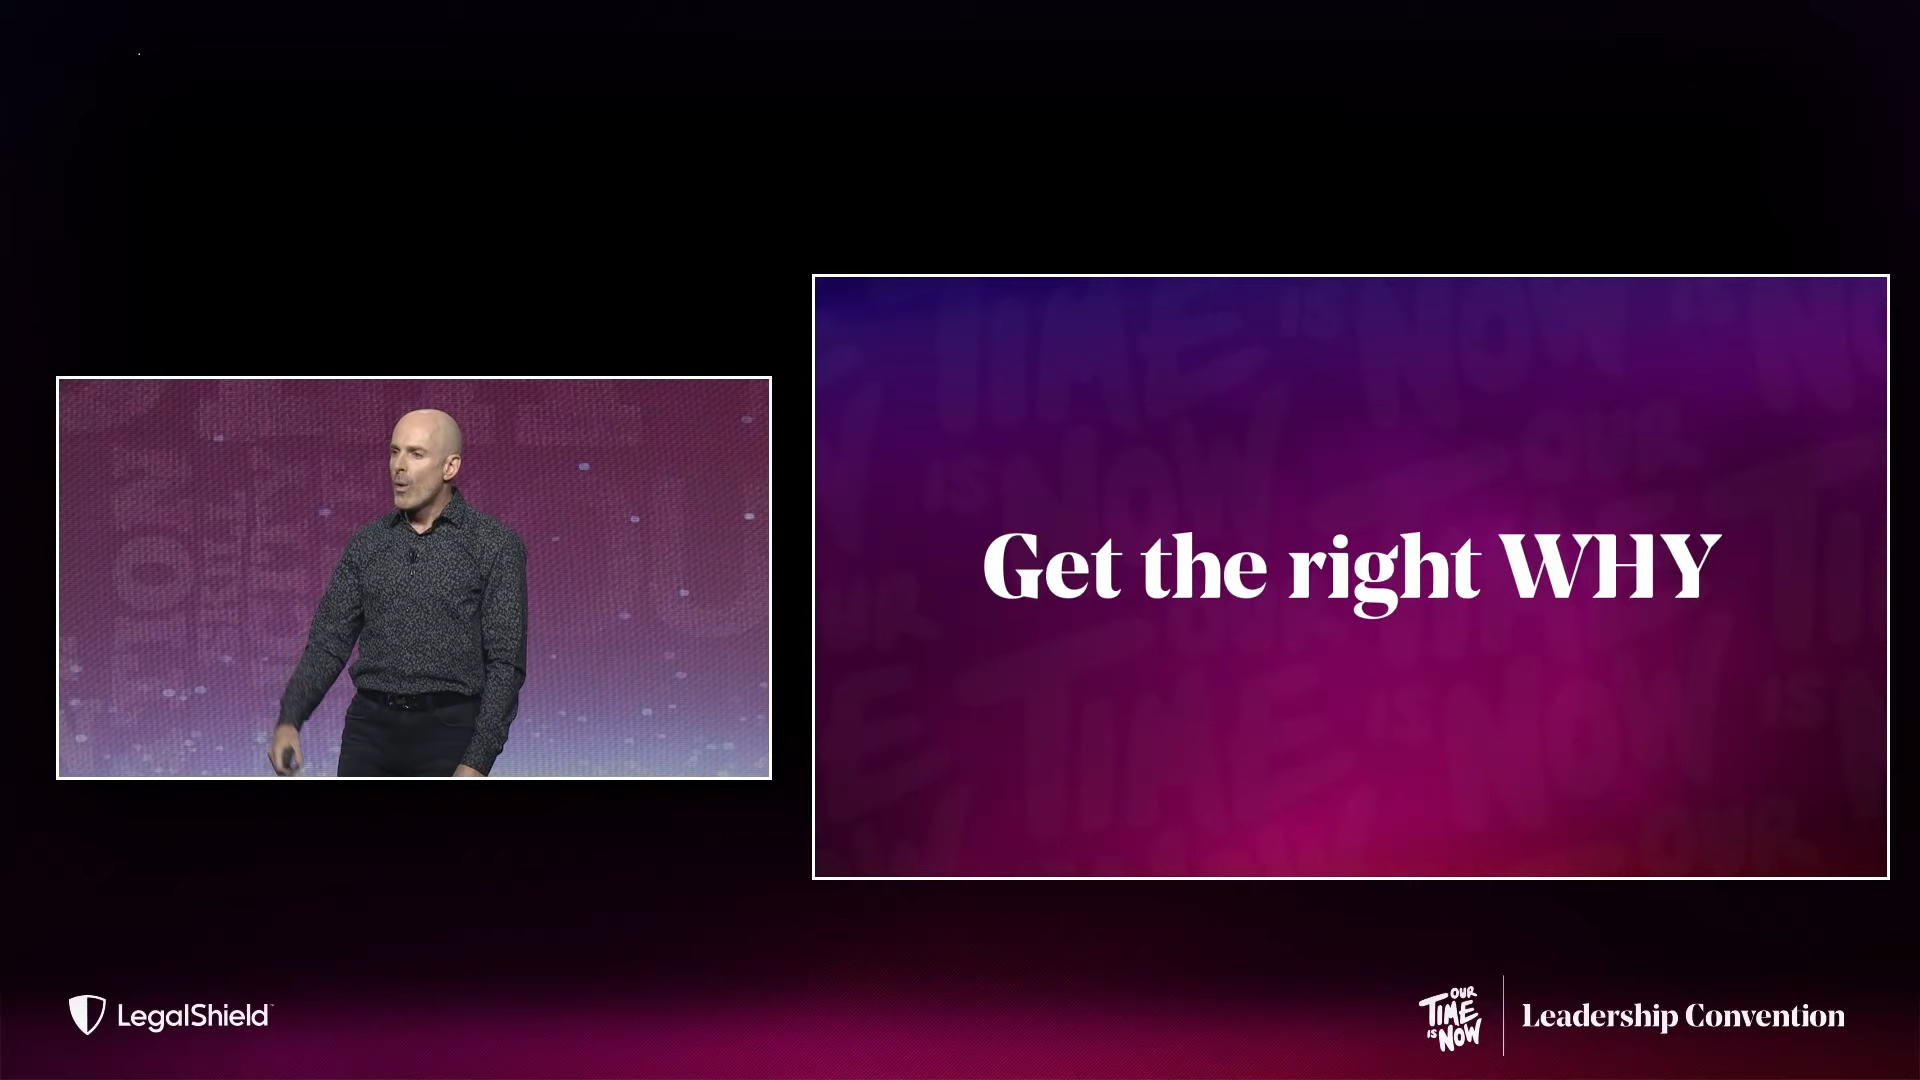 Get the right WHY
LegalShield
OUR
TIME
IS NOW
Leadership Convention